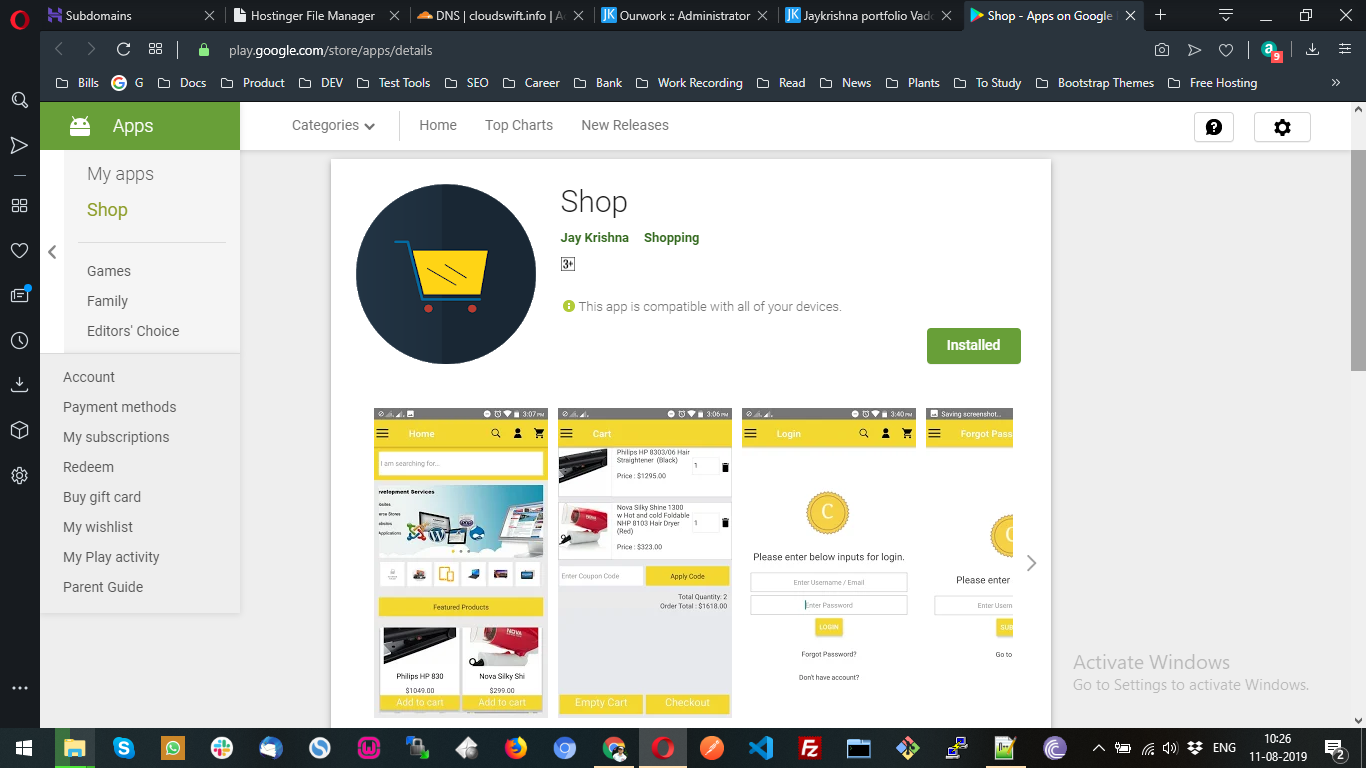 Subdomains
Hostinger File Manager
DNS | cloudswift.info | A
Ourwork :: Administrator
Jaykrishna portfolio Vad
Shop - Apps on Google
play.google.com/store/apps/details
9
Bills G Docs Product DEV Test Tools SEO Career Bank Work Recording Read News Plants To Study Bootstrap Themes Free Hosting »
Apps
Categories Home Top Charts New Releases
My apps
Shop
Games
Family
Editors' Choice
Account
Payment methods
My subscriptions
Redeem
Buy gift card
My wishlist
My Play activity
Parent Guide
Shop
Jay Krishna Shopping
3+
This app is compatible with all of your devices.
Installed
3:07 PM
Home
I am searching for...
velopment Services
Featured Products
Philips HP 830
$1049.00
Add to cart
NOVA
Nova Silky Shi
$299.00
Add to cart
3:06 PM
Cart
Philips HP 8303/06 Hair
Straightener (Black)
1
Price : $1295.00
Nova Silky Shine 1300
w Hot and cold Foldable
NHP 8103 Hair Dryer
(Red)
1
Price : $323.00
Enter Coupon Code Apply Code
Total Quantity: 2
Order Total : $1618.00
Empty Cart Checkout
3:40 PM
Login
C
Please enter below inputs for login.
Enter Username / Email
Enter Password
LOGIN
Forgot Password?
Don't have account?
Saving screenshot...
Forgot Pass
Please enter
Enter Usern
SUB
Go to
Activate Windows
Go to Settings to activate Windows.
ENG
10:26
11-08-2019
2